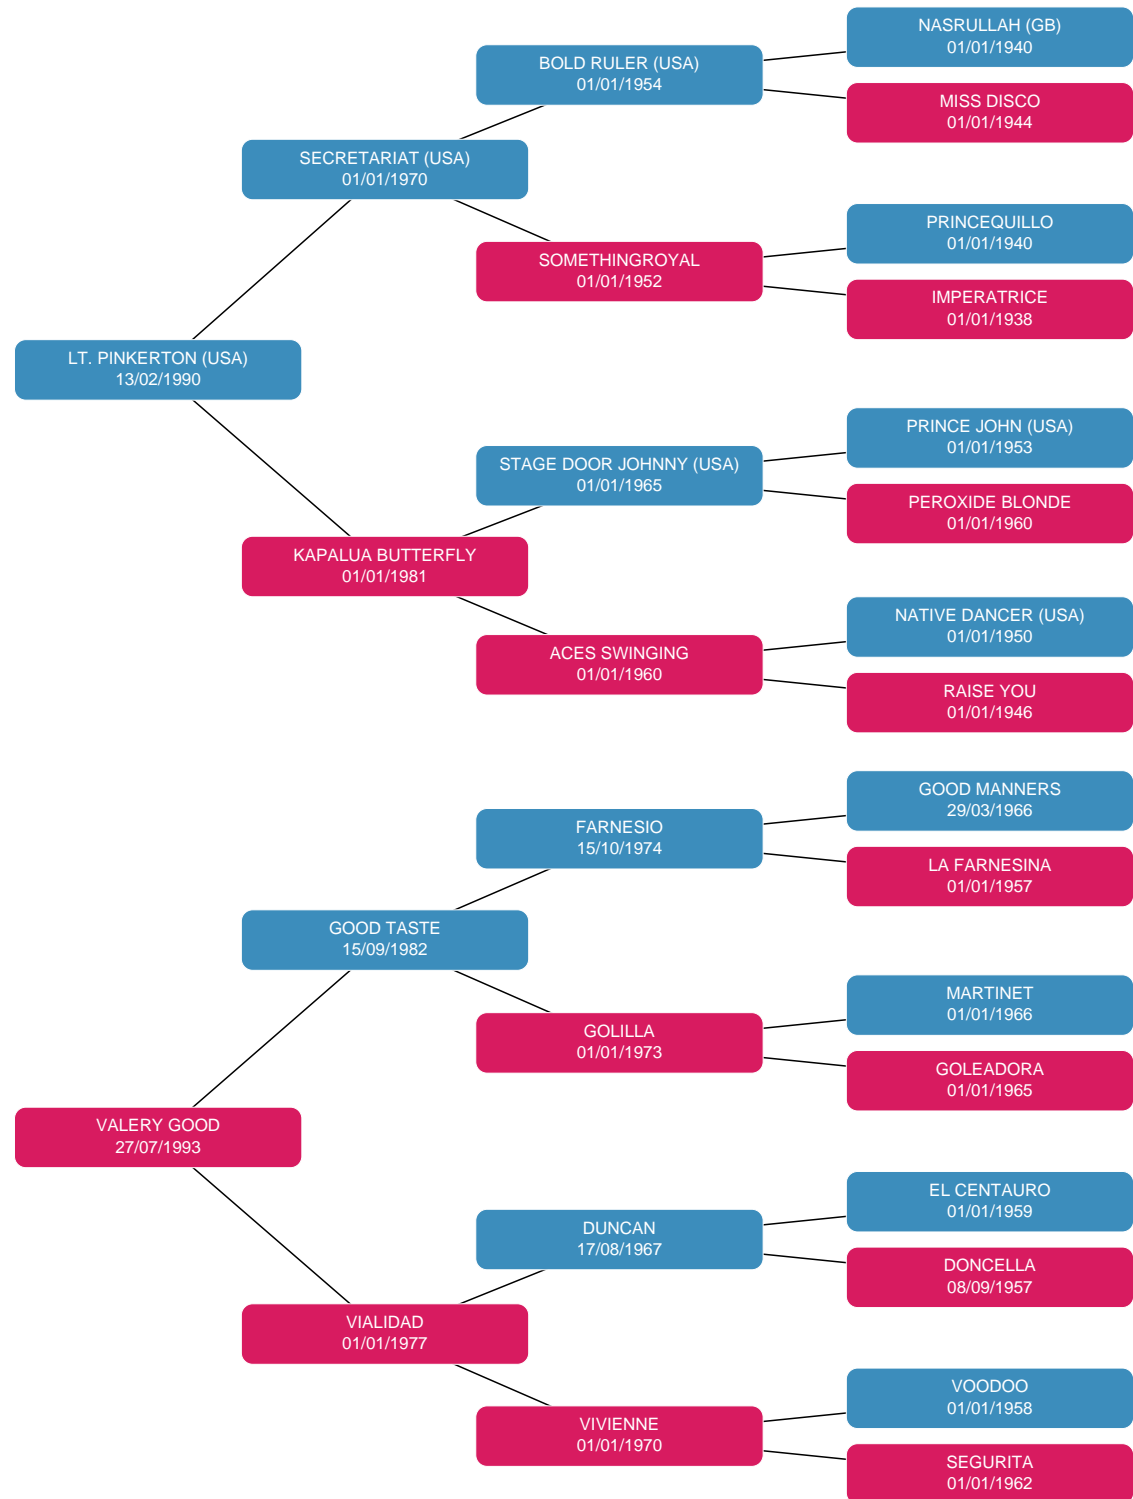 NASRULLAH (GB)
01/01/1940
BOLD RULER (USA)
01/01/1954
MISS DISCO
01/01/1944
SECRETARIAT (USA)
01/01/1970
PRINCEQUILLO
01/01/1940
SOMETHINGROYAL
01/01/1952
IMPERATRICE
01/01/1938
LT. PINKERTON (USA)
13/02/1990
PRINCE JOHN (USA)
01/01/1953
STAGE DOOR JOHNNY (USA)
01/01/1965
PEROXIDE BLONDE
01/01/1960
KAPALUA BUTTERFLY
01/01/1981
NATIVE DANCER (USA)
01/01/1950
ACES SWINGING
01/01/1960
RAISE YOU
01/01/1946
GOOD MANNERS
29/03/1966
FARNESIO
15/10/1974
LA FARNESINA
01/01/1957
GOOD TASTE
15/09/1982
MARTINET
01/01/1966
GOLILLA
01/01/1973
GOLEADORA
01/01/1965
VALERY GOOD
27/07/1993
EL CENTAURO
01/01/1959
DUNCAN
17/08/1967
DONCELLA
08/09/1957
VIALIDAD
01/01/1977
VOODOO
01/01/1958
VIVIENNE
01/01/1970
SEGURITA
01/01/1962